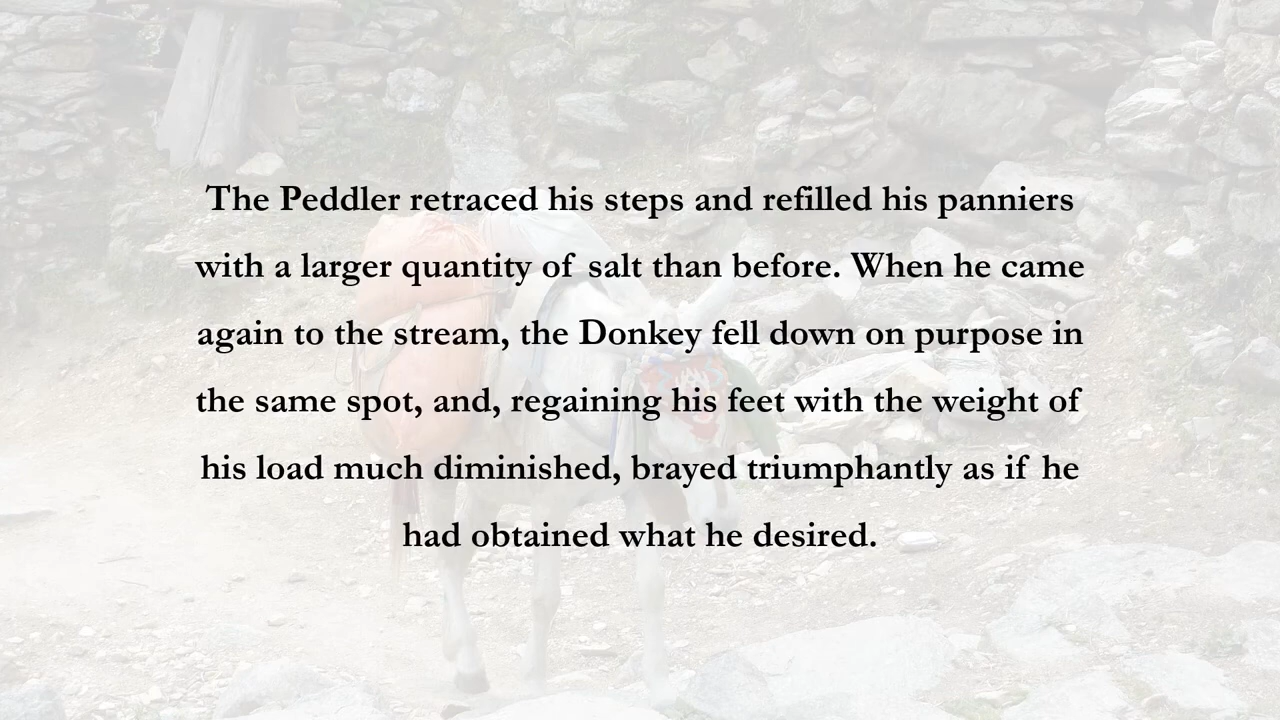 The Peddler retraced his steps and refilled his panniers
with a larger quantity of salt than before. When he came
again to the stream, the Donkey fell down on purpose in
the same spot, and, regaining his feet with the weight of
his load much diminished, brayed triumphantly as if he
had obtained what he desired.